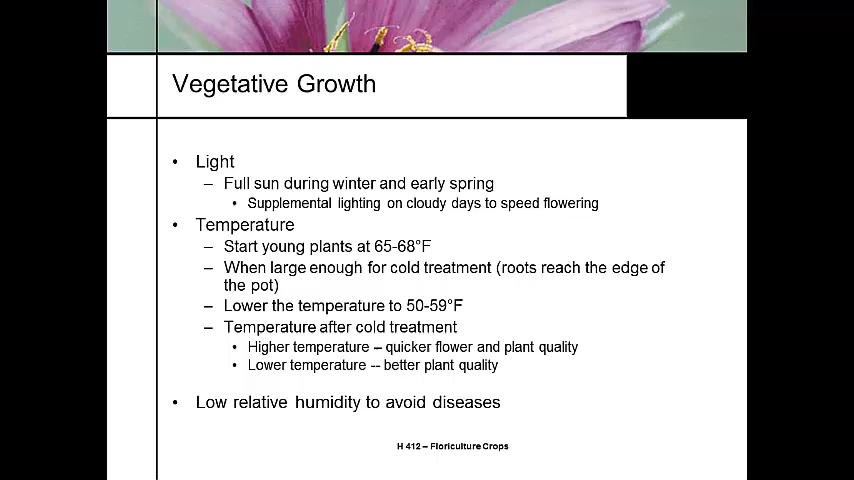 Vegetative Growth
• Light
– Full sun during winter and early spring
• Supplemental lighting on cloudy days to speed flowering
• Temperature
– Start young plants at 65-68°F
– When large enough for cold treatment (roots reach the edge of
the pot)
– Lower the temperature to 50-59°F
– Temperature after cold treatment
• Higher temperature – quicker flower and plant quality
• Lower temperature -- better plant quality
• Low relative humidity to avoid diseases
H 412 – Floriculture Crops